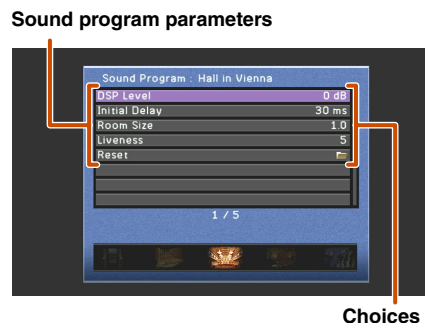 Sound program parameters
Sound Program : Hall in Vienna
DSP Level 0 dB
Initial Delay 30 ms
Room Size 1.0
Liveness 5
Reset
1 / 5
Choices